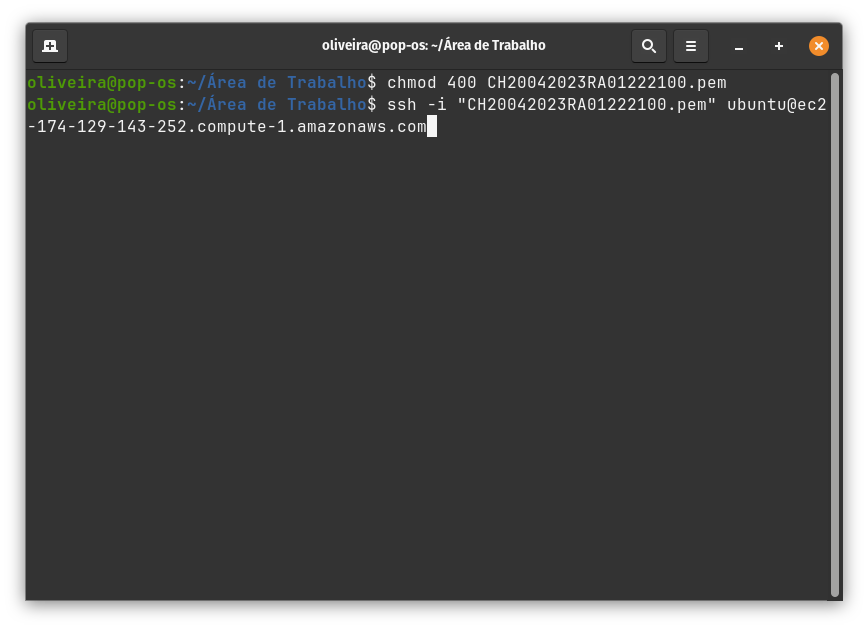 oliveira@pop-os: ~/Área de Trabalho
oliveira@pop-os:~/Área de Trabalho$ chmod 400 CH20042023RA01222100.pem
oliveira@pop-os:~/Área de Trabalho$ ssh -i "CH20042023RA01222100.pem" ubuntu@ec2
-174-129-143-252.compute-1.amazonaws.com